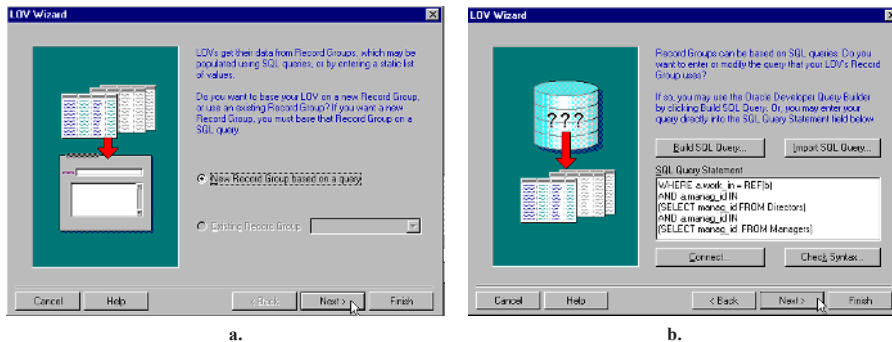 LOV Wizard
LOVs get their data from Record Groups, which may be
populated using SQL queries, or by entering a static list
of values.
Do you want to base your LOV on a new Record Group,
or use an existing Record Group? If you want a new
Record Group, you must base that Record Group on a
SQL query.
New Record Group based on a query
Existing Record Group
Cancel Help < Back Next > Finish
a.
LOV Wizard
Record Groups can be based on SQL queries. Do you
want to enter or modify the query that your LOV's Record
Group uses?
If so, you may use the Oracle Developer Query Builder
by clicking Build SQL Query. Or, you may enter your
query directly into the SQL Query Statement field below
???
Build SQL Query... Import SQL Query...
SQL Query Statement
WHERE a.work_in = REF(b)
AND a.manag_id IN
(SELECT manag_id FROM Directors)
AND a.manag_id IN
(SELECT manag_id FROM Managers)
Connect... Check Syntax...
Cancel Help < Back Next > Finish
b.